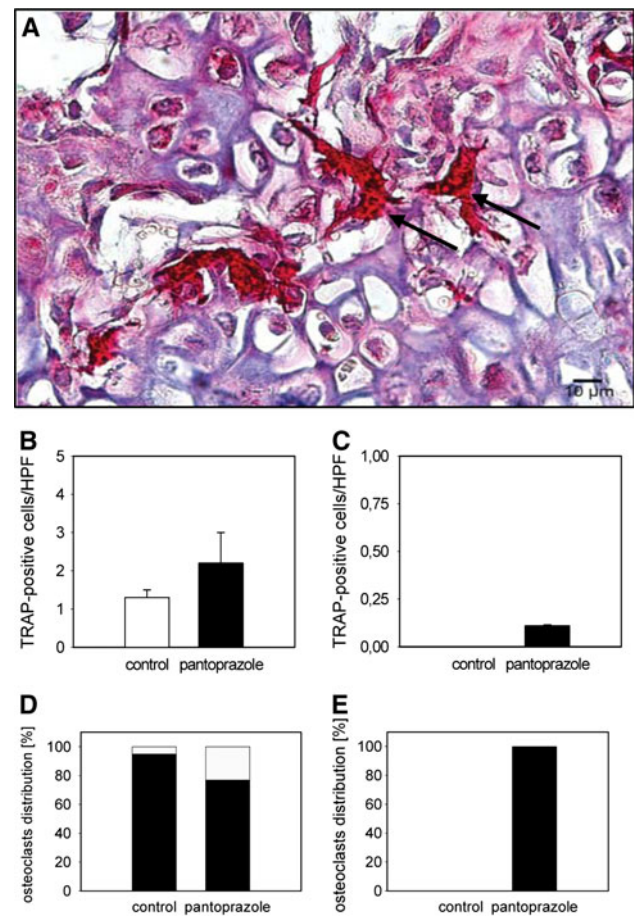 A
10 µm
B
TRAP-positive cells/HPF
5
4
3
2
1
0
control pantoprazole
C
TRAP-positive cells/HPF
1,00
0,75
0,50
0,25
0,00
control pantoprazole
D
osteoclasts distribution [%]
100
80
60
40
20
0
control pantoprazole
E
osteoclasts distribution [%]
100
80
60
40
20
0
control pantoprazole